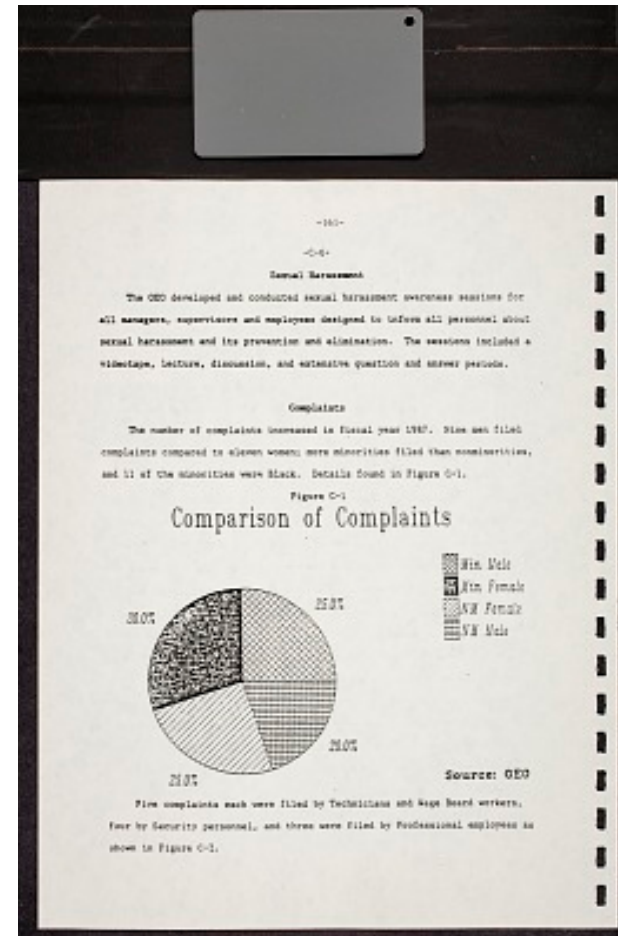 -C-6-
Sexual Harassment
The OEO developed and conducted sexual harassment awareness sessions for
all managers, supervisors and employees designed to inform all personnel about
sexual harassment and its prevention and elimination. The sessions included a
videotape, lecture, discussion, and extensive question and answer periods.
Complaints
The number of complaints increased in fiscal year 1987. Nine men filed
complaints compared to eleven women; more minorities filed than nonminorities,
and 11 of the minorities were Black. Details found in Figure C-1.
Figure C-1
Comparison of Complaints
Min. Male
Min. Female
NM Female
NM Male
30.0%
25.0%
20.0%
25.0%
Source: OEO
Five complaints each were filed by Technicians and Wage Board workers,
four by Security personnel, and three were filed by Professional employees as
shown in Figure C-2.